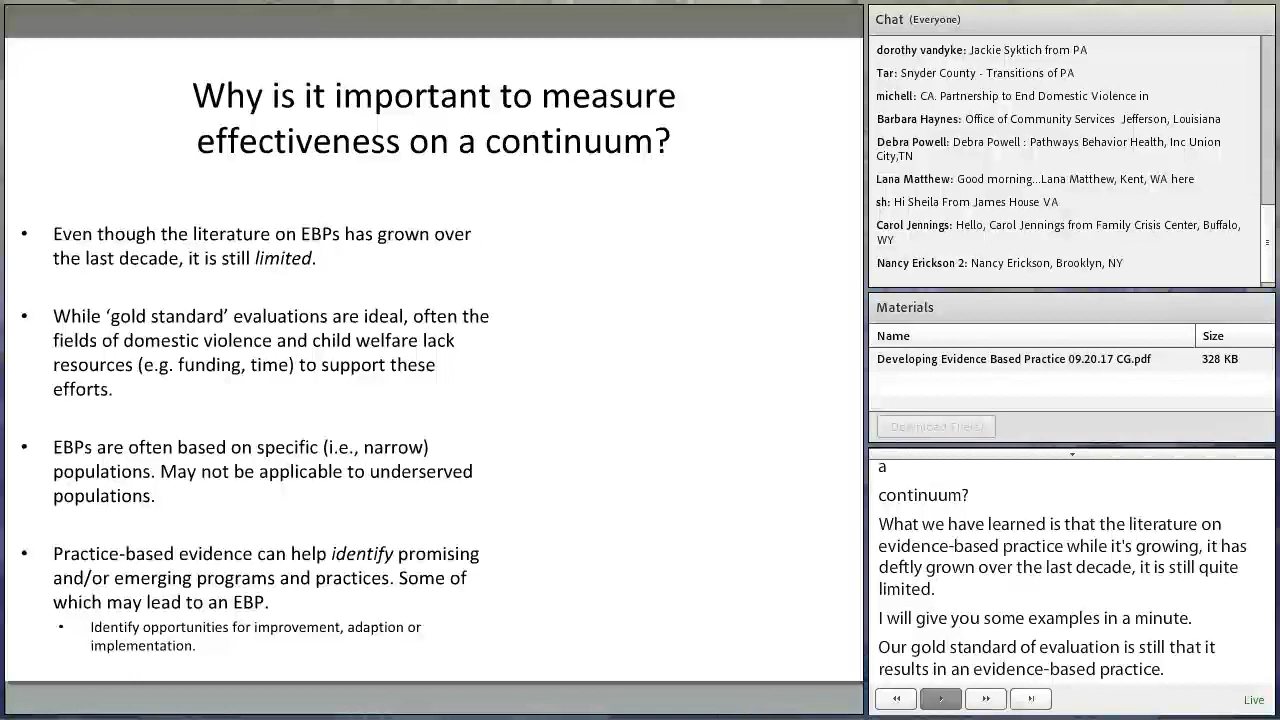 Why is it important to measure
effectiveness on a continuum?
• Even though the literature on EBPs has grown over
the last decade, it is still limited.
• While ‘gold standard’ evaluations are ideal, often the
fields of domestic violence and child welfare lack
resources (e.g. funding, time) to support these
efforts.
• EBPs are often based on specific (i.e., narrow)
populations. May not be applicable to underserved
populations.
• Practice-based evidence can help identify promising
and/or emerging programs and practices. Some of
which may lead to an EBP.
• Identify opportunities for improvement, adaption or
implementation.
Chat (Everyone)
dorothy vandyke: Jackie Syktich from PA
Tar: Snyder County - Transitions of PA
michell: CA. Partnership to End Domestic Violence in
Barbara Haynes: Office of Community Services Jefferson, Louisiana
Debra Powell: Debra Powell : Pathways Behavior Health, Inc Union
City,TN
Lana Matthew: Good morning...Lana Matthew, Kent, WA here
sh: Hi Sheila From James House VA
Carol Jennings: Hello, Carol Jennings from Family Crisis Center, Buffalo,
WY
Nancy Erickson 2: Nancy Erickson, Brooklyn, NY
Materials
Name Size
Developing Evidence Based Practice 09.20.17 CG.pdf 328 KB
Download File(s)
a
continuum?
What we have learned is that the literature on
evidence-based practice while it's growing, it has
deftly grown over the last decade, it is still quite
limited.
I will give you some examples in a minute.
Our gold standard of evaluation is still that it
results in an evidence-based practice.
Live